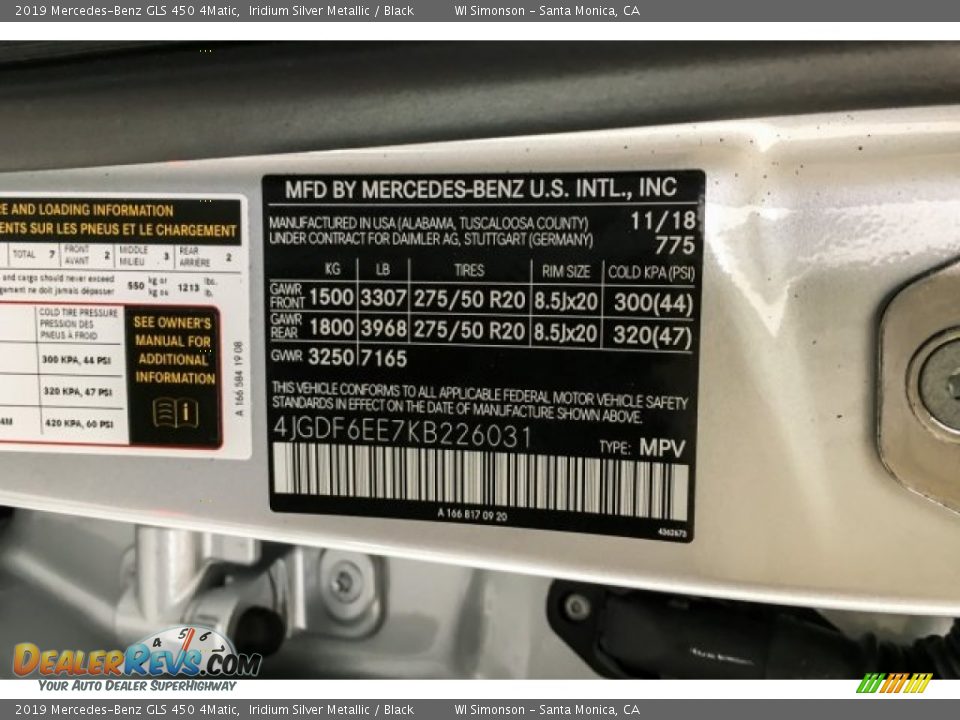 2019 Mercedes-Benz GLS 450 4Matic, Iridium Silver Metallic / Black WI Simonson - Santa Monica, CA
E AND LOADING INFORMATION
ENTS SUR LES PNEUS ET LE CHARGEMENT
TOTAL 7 FRONT AVANT 2 MIDDLE MILIEU 3 REAR ARRIÈRE 2
and cargo should never exceed 550 kg or 1213 lbs.
gement ne doit jamais dépasser kg ou lb.
COLD TIRE PRESSURE
PRESSION DES
PNEUS À FROID
300 KPA, 44 PSI
320 KPA, 47 PSI
420 KPA, 60 PSI
SEE OWNER'S
MANUAL FOR
ADDITIONAL
INFORMATION
A 166 584 19 08
MFD BY MERCEDES-BENZ U.S. INTL., INC
MANUFACTURED IN USA (ALABAMA, TUSCALOOSA COUNTY) 11/18
UNDER CONTRACT FOR DAIMLER AG, STUTTGART (GERMANY) 775
KG LB TIRES RIM SIZE COLD KPA (PSI)
GAWR FRONT 1500 3307 275/50 R20 8.5Jx20 300(44)
GAWR REAR 1800 3968 275/50 R20 8.5Jx20 320(47)
GVWR 3250 7165
THIS VEHICLE CONFORMS TO ALL APPLICABLE FEDERAL MOTOR VEHICLE SAFETY
STANDARDS IN EFFECT ON THE DATE OF MANUFACTURE SHOWN ABOVE.
4JGDF6EE7KB226031 TYPE: MPV
A 166 817 09 20
4362673
4 5 6
DealerRevs.com
Your Auto Dealer SuperHighway
2019 Mercedes-Benz GLS 450 4Matic, Iridium Silver Metallic / Black WI Simonson - Santa Monica, CA